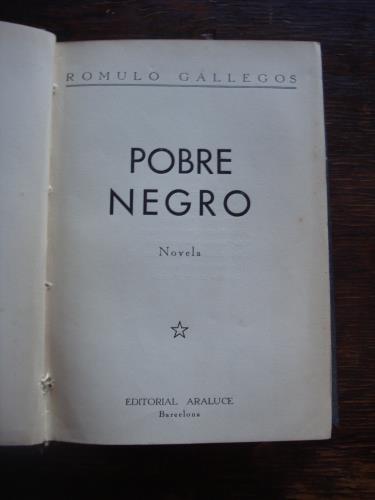 ROMULO GALLEGOS
POBRE
NEGRO
Novela
EDITORIAL ARALUCE
Barcelona